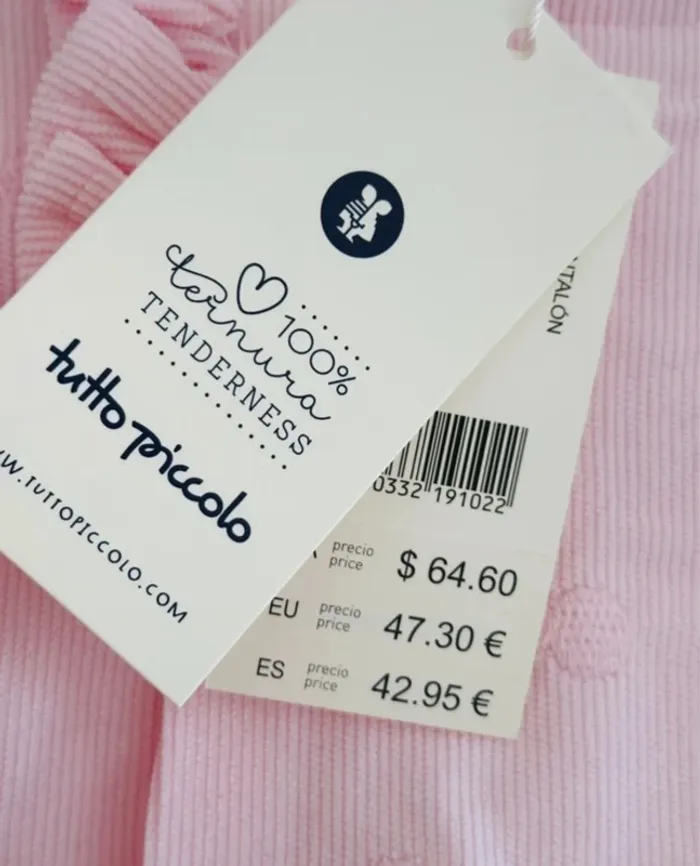 100%
ternura
TENDERNESS
tutto piccolo
W.TUTTOPICCOLO.COM
TALÓN
0332 191022
precio
price
$ 64.60
EU
precio
price
47.30 €
ES
precio
price
42.95 €